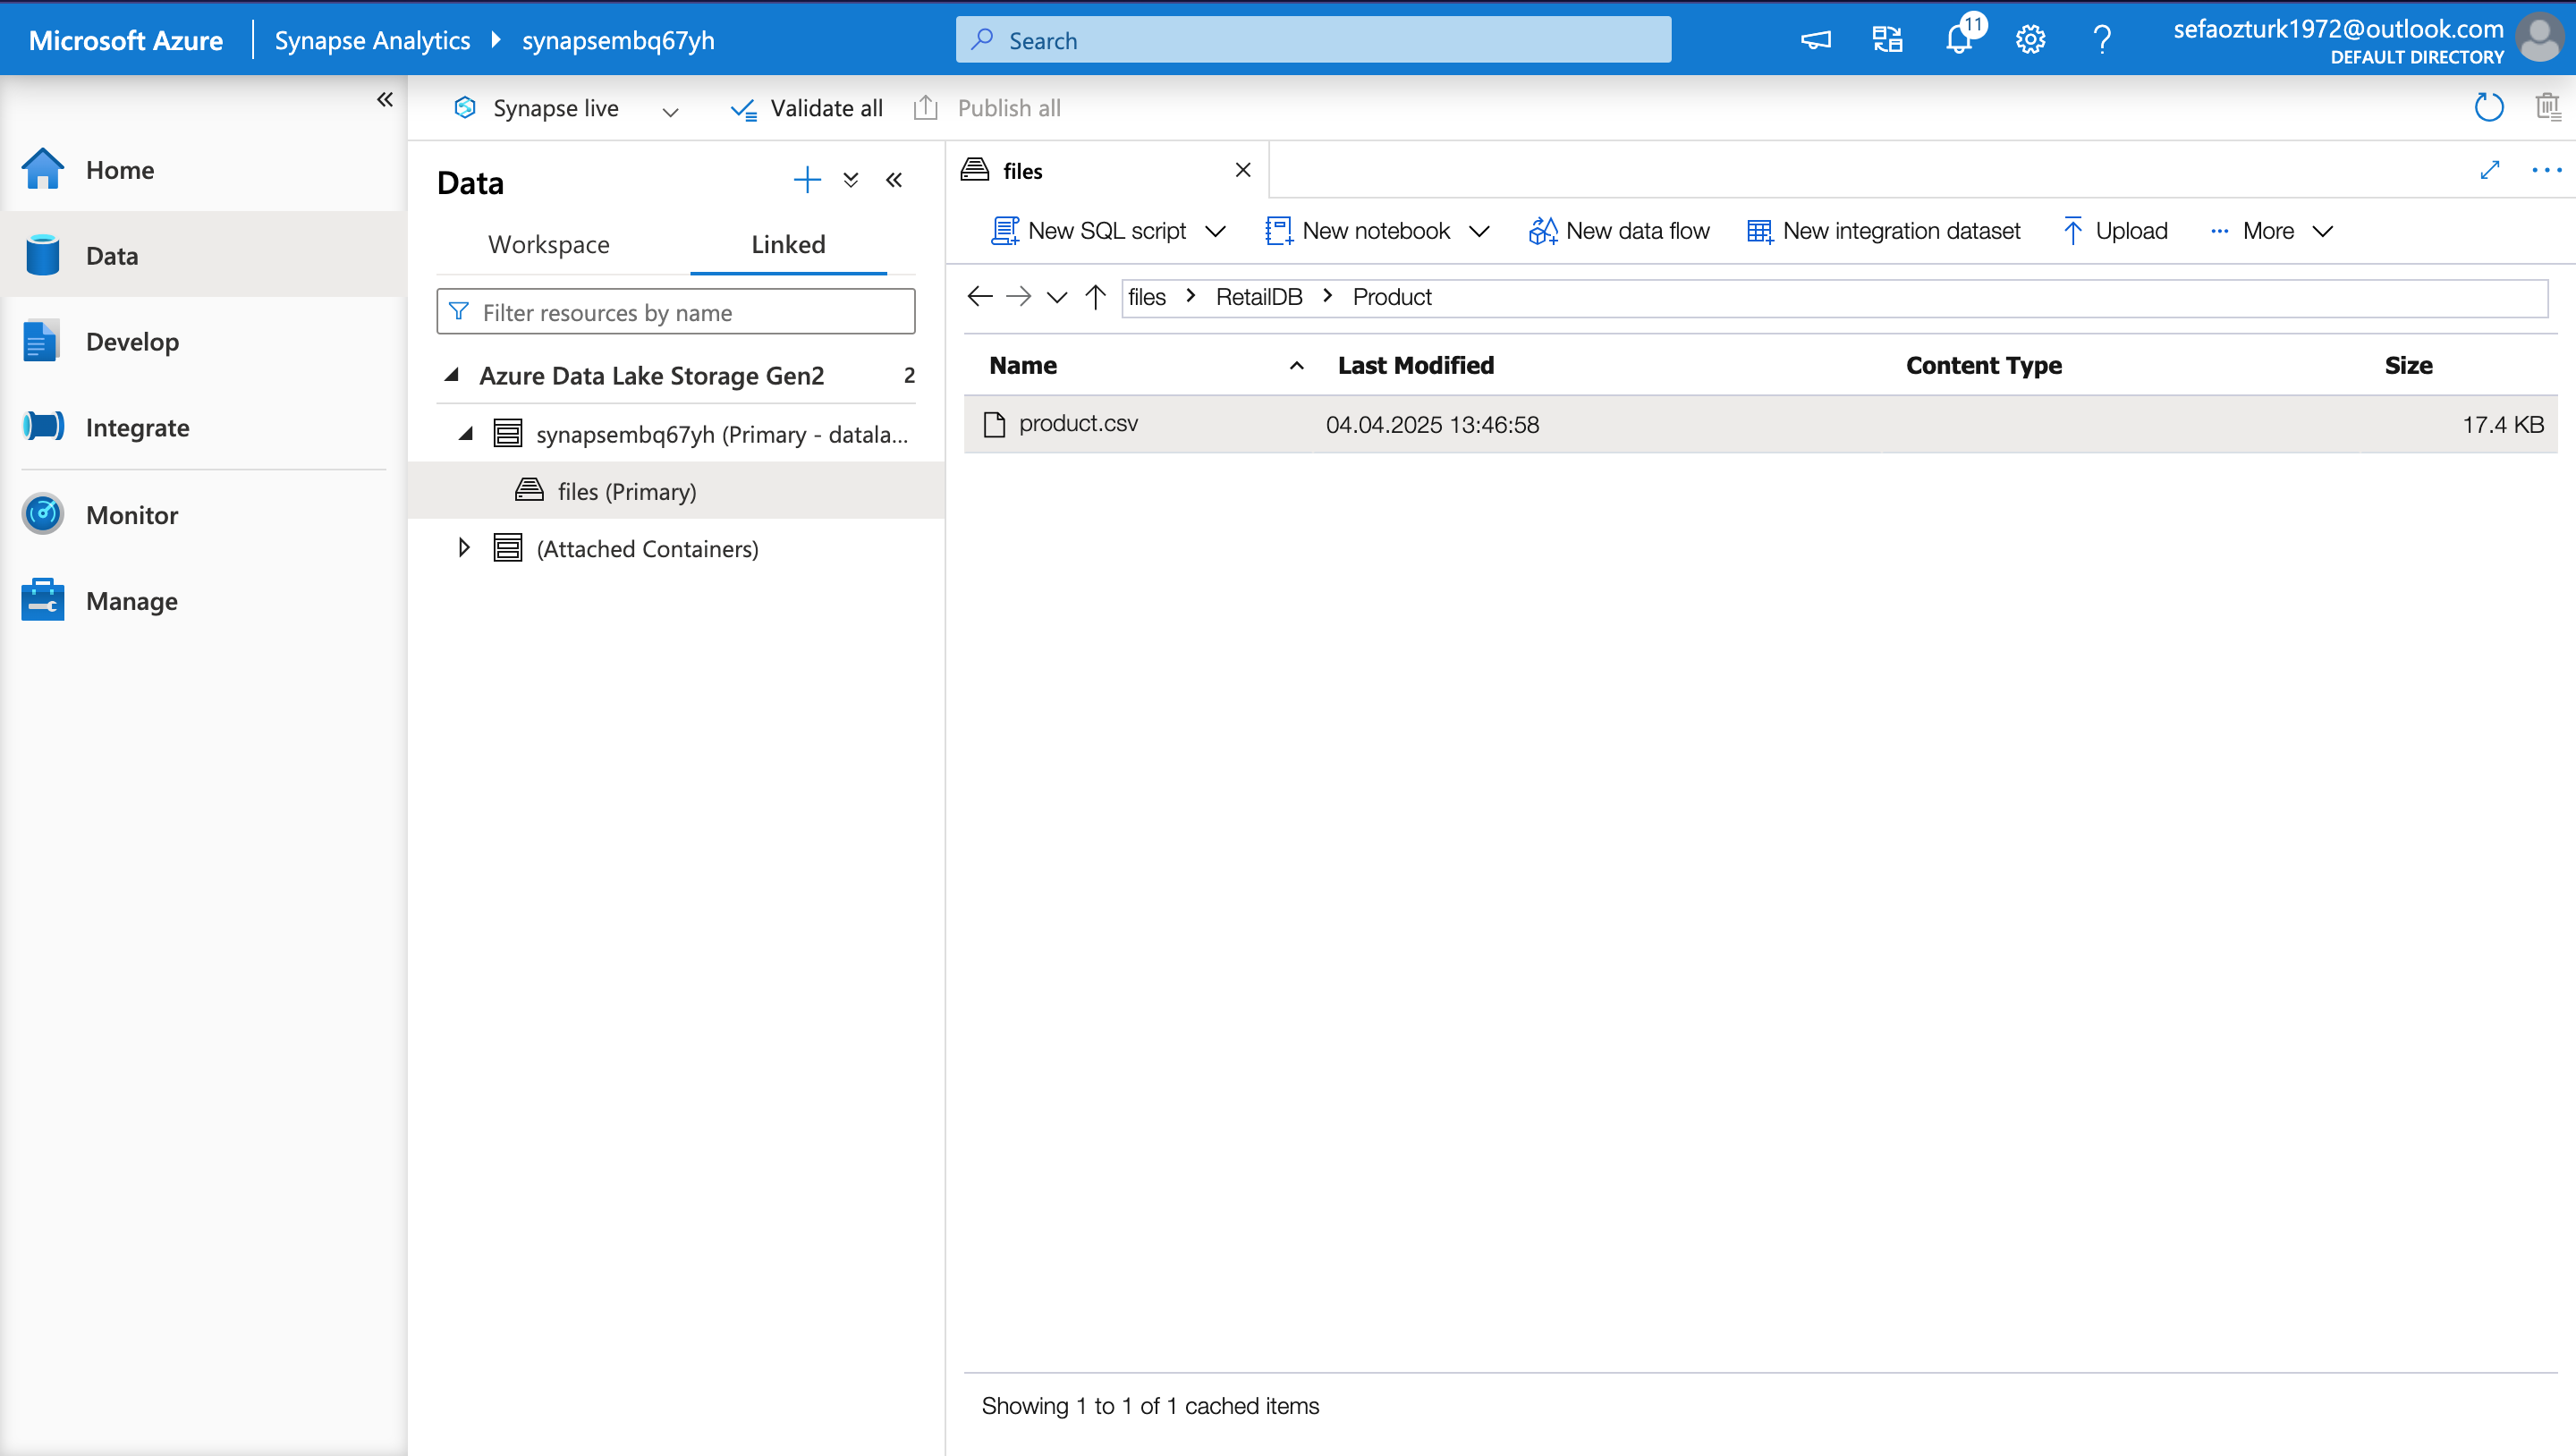 Microsoft Azure
Synapse Analytics
synapsembq67yh
Search
11
sefaozturk1972@outlook.com
DEFAULT DIRECTORY
Synapse live
Validate all
Publish all
Home
Data
Develop
Integrate
Monitor
Manage
Data
Workspace
Linked
Filter resources by name
Azure Data Lake Storage Gen2 2
synapsembq67yh (Primary - datala...
files (Primary)
(Attached Containers)
files
New SQL script
New notebook
New data flow
New integration dataset
Upload
More
files > RetailDB > Product
Name Last Modified Content Type Size
product.csv 04.04.2025 13:46:58 17.4 KB
Showing 1 to 1 of 1 cached items